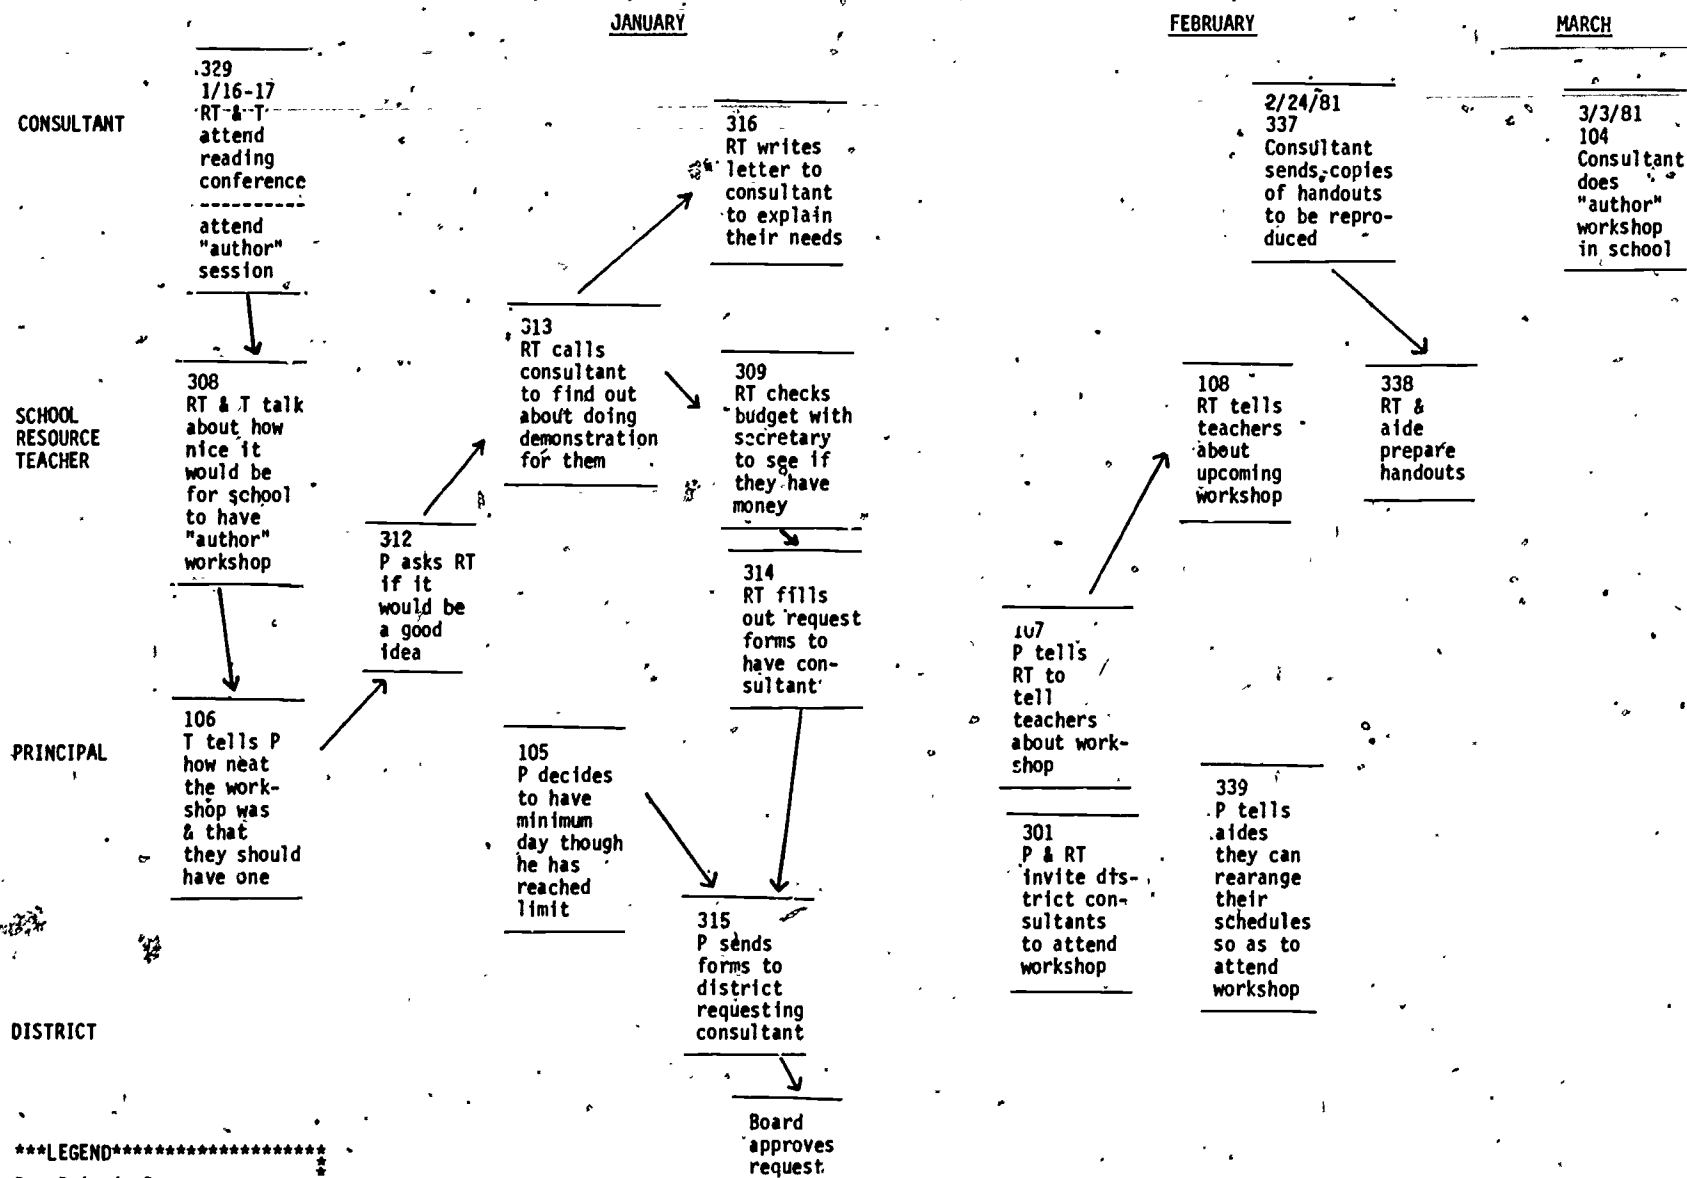 JANUARY
FEBRUARY
MARCH
CONSULTANT
329
1/16-17
RT & T
attend
reading
conference
------------
attend
"author"
session
316
RT writes
letter to
consultant
to explain
their needs
2/24/81
337
Consultant
sends copies
of handouts
to be repro-
duced
3/3/81
104
Consultant
does
"author"
workshop
in school
SCHOOL
RESOURCE
TEACHER
308
RT & T talk
about how
nice it
would be
for school
to have
"author"
workshop
312
P asks RT
if it
would be
a good
idea
313
RT calls
consultant
to find out
about doing
demonstration
for them
309
RT checks
budget with
secretary
to see if
they have
money
314
RT fills
out request
forms to
have con-
sultant
108
RT tells
teachers
about
upcoming
workshop
338
RT &
aide
prepare
handouts
PRINCIPAL
106
T tells P
how neat
the work-
shop was
& that
they should
have one
105
P decides
to have
minimum
day though
he has
reached
limit
315
P sends
forms to
district
requesting
consultant
107
P tells
RT to
tell
teachers
about work-
shop
301
P & RT
invite dis-
trict con-
sultants
to attend
workshop
339
P tells
aides
they can
rearange
their
schedules
so as to
attend
workshop
DISTRICT
Board
approves
request
***LEGEND********************